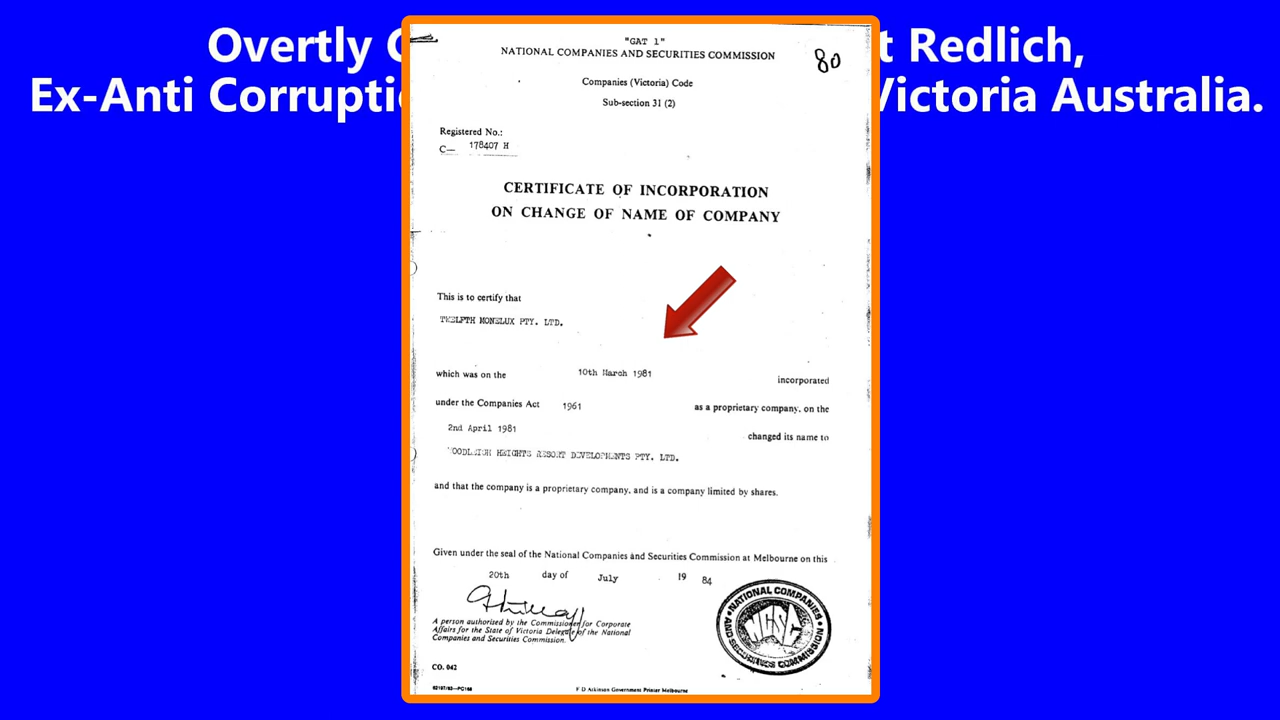 Overtly
t Redlich,
Ex-Anti Corrupti
Victoria Australia.
"GAT 1"
NATIONAL COMPANIES AND SECURITIES COMMISSION
80
Companies (Victoria) Code
Sub-section 31 (2)
Registered No.:
C— 178407 H
CERTIFICATE OF INCORPORATION
ON CHANGE OF NAME OF COMPANY
This is to certify that
TWELFTH MONELUX PTY. LTD.
which was on the 10th March 1981 incorporated
under the Companies Act 1961 as a proprietary company, on the
2nd April 1981 changed its name to
WOODLEIGH HEIGHTS RESORT DEVELOPMENTS PTY. LTD.
and that the company is a proprietary company, and is a company limited by shares.
Given under the seal of the National Companies and Securities Commission at Melbourne on this
20th day of July 19 84
A person authorised by the Commissioner for Corporate
Affairs for the State of Victoria Delegate of the National
Companies and Securities Commission.
NATIONAL COMPANIES AND SECURITIES COMMISSION
NCSC
CO. 042
F D Atkinson Government Printer Melbourne